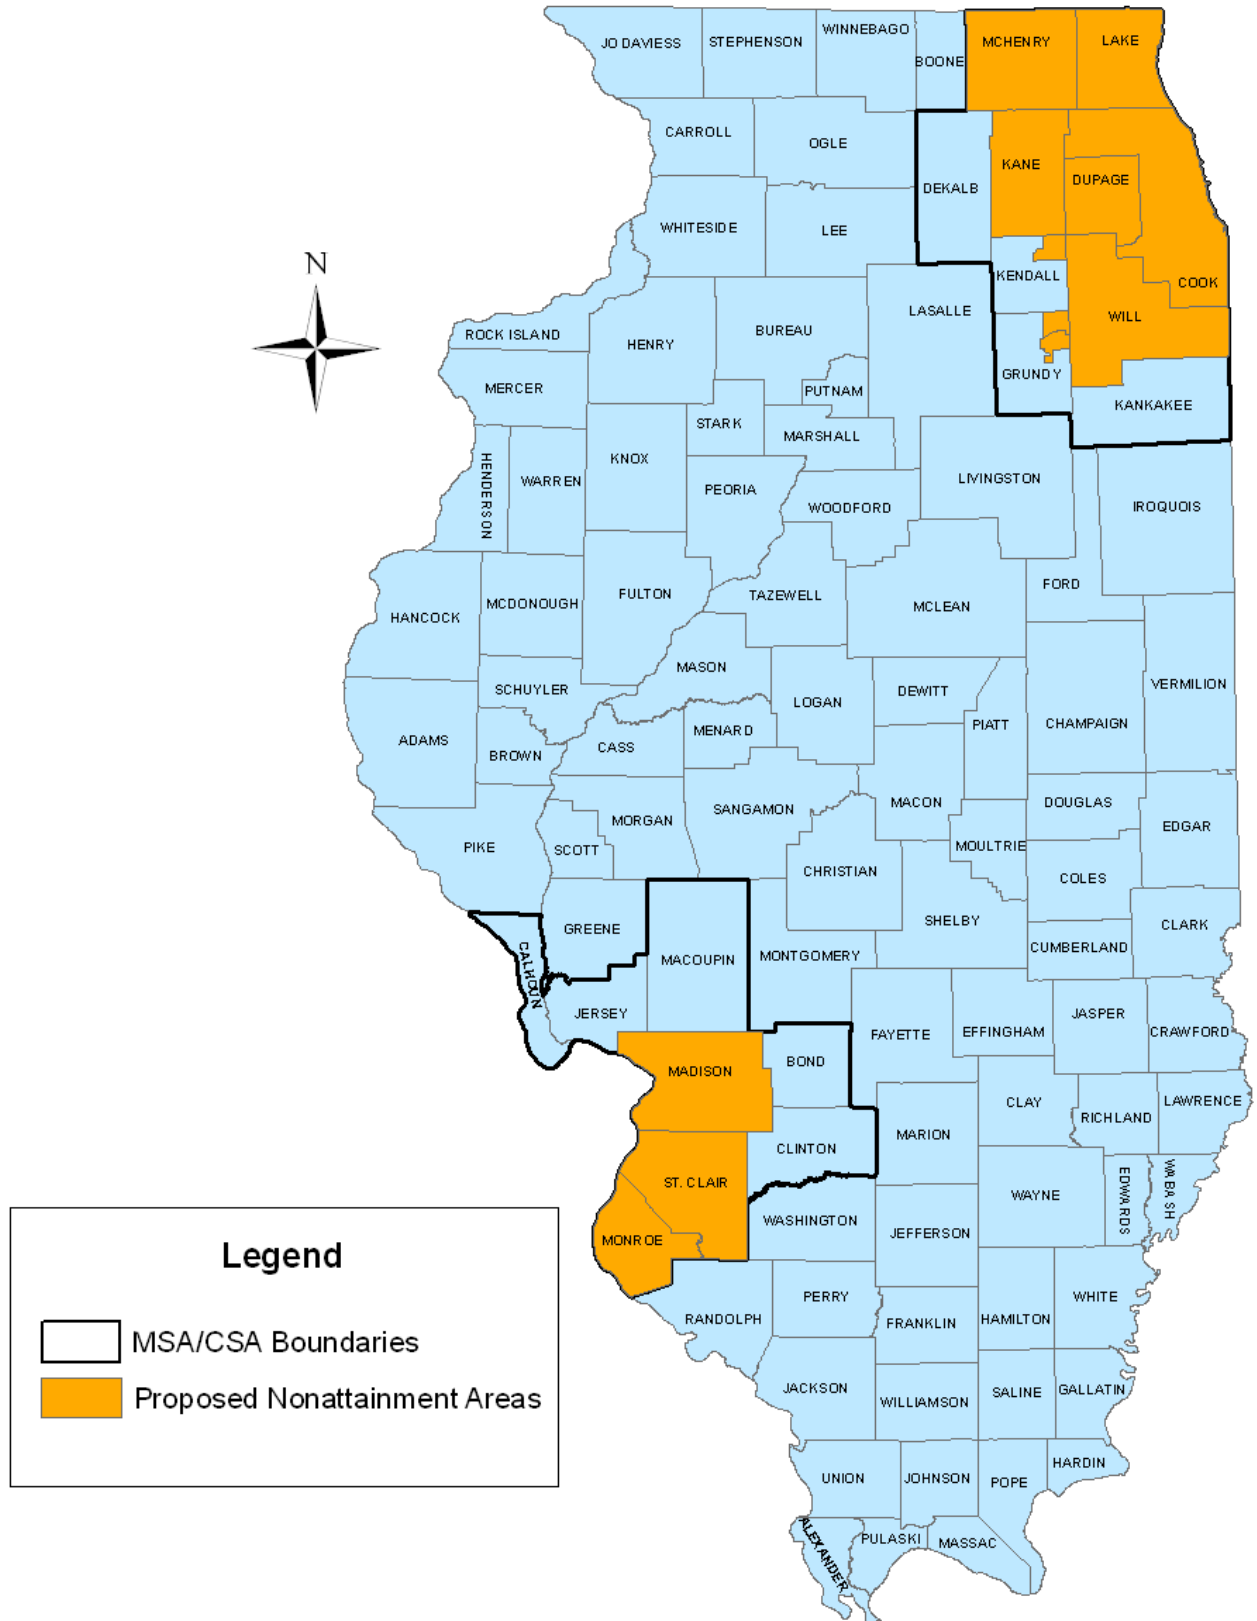 JO DAVIESS
STEPHENSON
WINNEBAGO
BOONE
MCHENRY
LAKE
CARROLL
OGLE
DEKALB
KANE
DUPAGE
COOK
WHITESIDE
LEE
KENDALL
WILL
N
ROCK ISLAND
HENRY
BUREAU
LASALLE
GRUNDY
KANKAKEE
MERCER
PUTNAM
STARK
MARSHALL
HENDERSON
WARREN
KNOX
PEORIA
WOODFORD
LIVINGSTON
IROQUOIS
HANCOCK
MCDONOUGH
FULTON
TAZEWELL
MCLEAN
FORD
SCHUYLER
MASON
LOGAN
DEWITT
PIATT
CHAMPAIGN
VERMILION
ADAMS
BROWN
CASS
MENARD
SANGAMON
MACON
DOUGLAS
EDGAR
PIKE
SCOTT
MORGAN
CHRISTIAN
MOULTRIE
COLES
CALHOUN
GREENE
MACOUPIN
MONTGOMERY
SHELBY
CUMBERLAND
CLARK
JERSEY
FAYETTE
EFFINGHAM
JASPER
CRAWFORD
MADISON
BOND
CLAY
RICHLAND
LAWRENCE
CLINTON
MARION
ST. CLAIR
WAYNE
EDWARDS
WABASH
MONROE
WASHINGTON
JEFFERSON
RANDOLPH
PERRY
FRANKLIN
HAMILTON
WHITE
JACKSON
WILLIAMSON
SALINE
GALLATIN
UNION
JOHNSON
POPE
HARDIN
ALEXANDER
PULASKI
MASSAC
Legend
MSA/CSA Boundaries
Proposed Nonattainment Areas